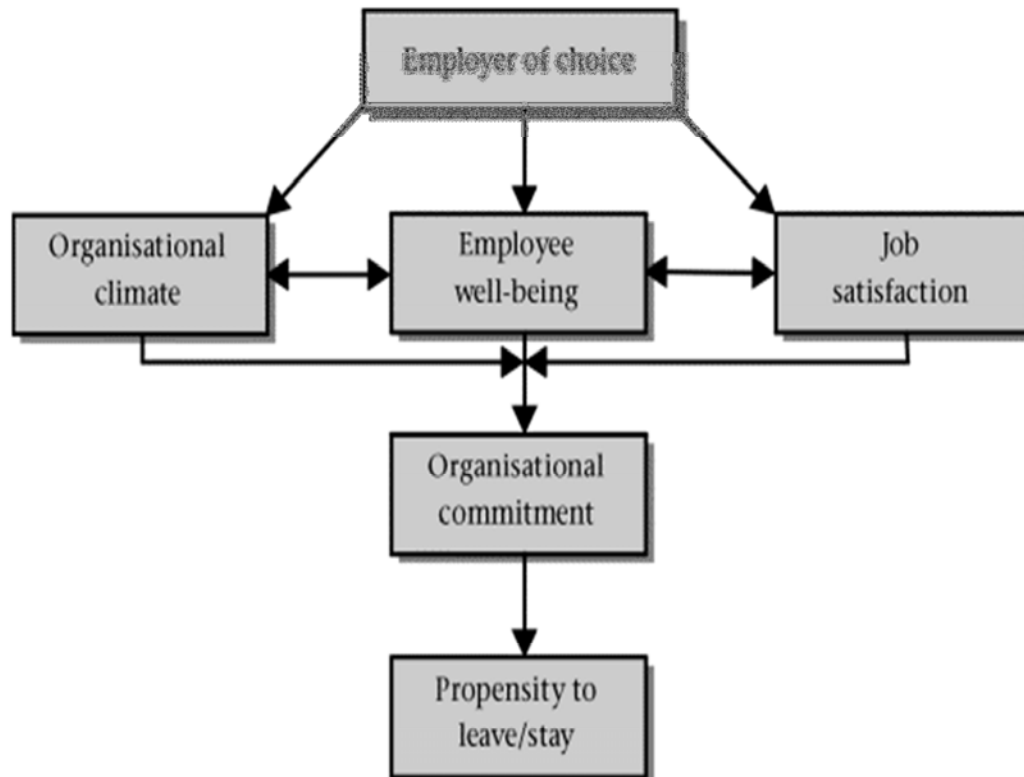 Employer of choice
Organisational
climate
Employee
well-being
Job
satisfaction
Organisational
commitment
Propensity to
leave/stay